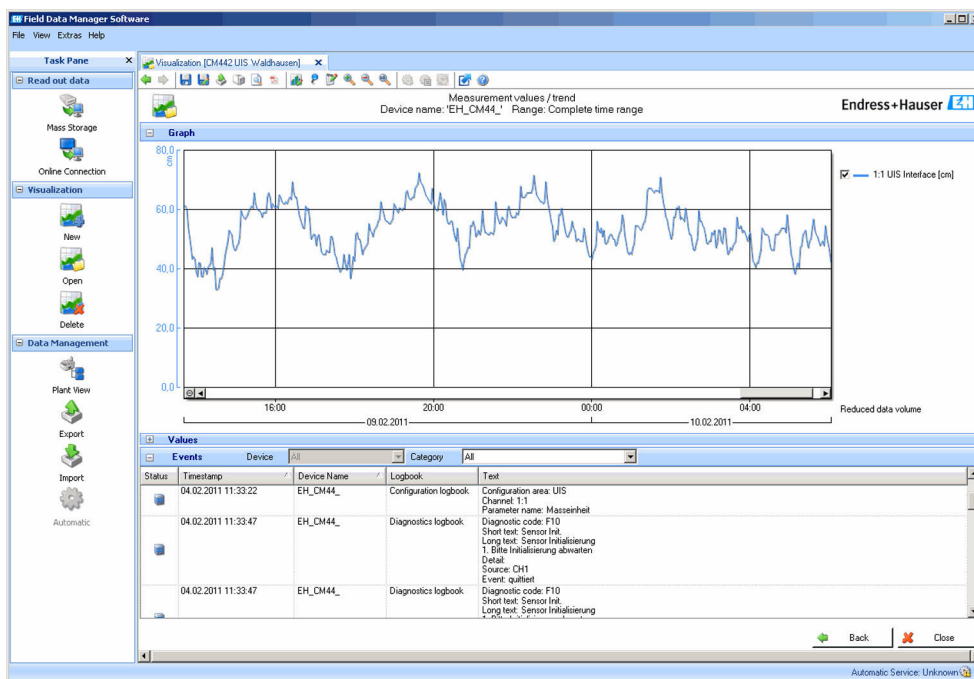 Field Data Manager Software
File View Extras Help
Task Pane
Read out data
Mass Storage
Online Connection
Visualization
New
Open
Delete
Data Management
Plant View
Export
Import
Automatic
Visualization [CM442 UIS Waldhausen]
Measurement values / trend
Device name: 'EH_CM44_' Range: Complete time range
Endress+Hauser EH
Graph
80,0
cm
60,0
40,0
20,0
0,0
16:00 20:00 00:00 04:00
09.02.2011 10.02.2011
1:1 UIS Interface [cm]
Reduced data volume
Values
Events Device All Category All
Status Timestamp Device Name Logbook Text
04.02.2011 11:33:22 EH_CM44_ Configuration logbook Configuration area: UIS
Channel: 1:1
Parameter name: Masseinheit
04.02.2011 11:33:47 EH_CM44_ Diagnostics logbook Diagnostic code: F10
Short text: Sensor Init.
Long text: Sensor Initialisierung
1. Bitte Initialisierung abwarten
Detail:
Source: CH1
Event: quittiert
04.02.2011 11:33:47 EH_CM44_ Diagnostics logbook Diagnostic code: F10
Short text: Sensor Init.
Long text: Sensor Initialisierung
Back Close
Automatic Service: Unknown